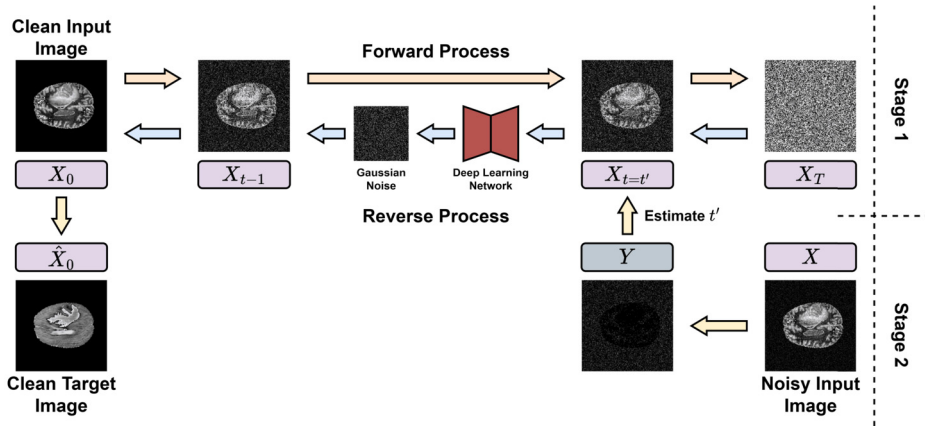 Clean Input
Image
Forward Process
Stage 1
Gaussian
Noise
Deep Learning
Network
X_0
X_{t-1}
X_{t=t'}
X_T
Reverse Process
Estimate t'
X̂_0
Y
X
Stage 2
Clean Target
Image
Noisy Input
Image